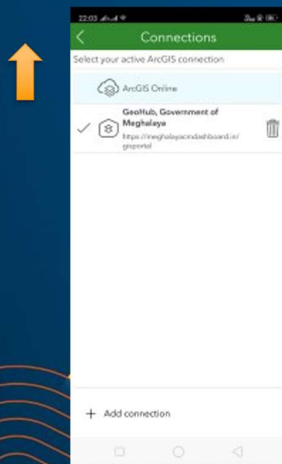 22:03
Connections
Select your active ArcGIS connection
ArcGIS Online
GeoHub, Government of
Meghalaya
https://meghalayacmdashboard.in/
gisportal
+ Add connection